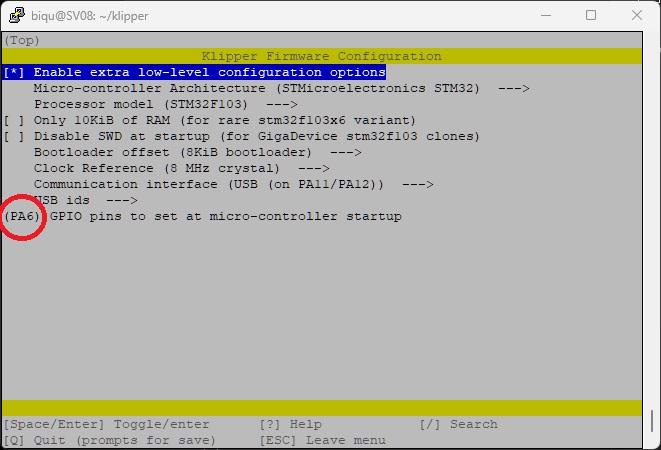 biqu@SV08: ~/klipper
(Top)
Klipper Firmware Configuration
[*] Enable extra low-level configuration options
Micro-controller Architecture (STMicroelectronics STM32) --->
Processor model (STM32F103) --->
[ ] Only 10KiB of RAM (for rare stm32f103x6 variant)
[ ] Disable SWD at startup (for GigaDevice stm32f103 clones)
Bootloader offset (8KiB bootloader) --->
Clock Reference (8 MHz crystal) --->
Communication interface (USB (on PA11/PA12)) --->
USB ids --->
(PA6) GPIO pins to set at micro-controller startup
[Space/Enter] Toggle/enter [?] Help [/] Search
[Q] Quit (prompts for save) [ESC] Leave menu